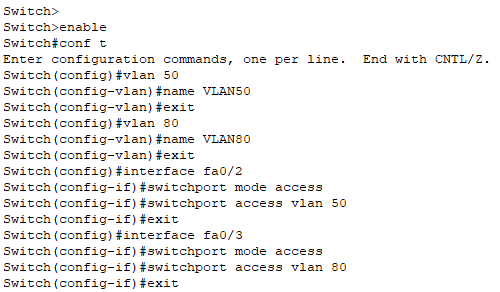 Switch>
Switch>enable
Switch#conf t
Enter configuration commands, one per line.  End with CNTL/Z.
Switch(config)#vlan 50
Switch(config-vlan)#name VLAN50
Switch(config-vlan)#exit
Switch(config)#vlan 80
Switch(config-vlan)#name VLAN80
Switch(config-vlan)#exit
Switch(config)#interface fa0/2
Switch(config-if)#switchport mode access
Switch(config-if)#switchport access vlan 50
Switch(config-if)#exit
Switch(config)#interface fa0/3
Switch(config-if)#switchport mode access
Switch(config-if)#switchport access vlan 80
Switch(config-if)#exit